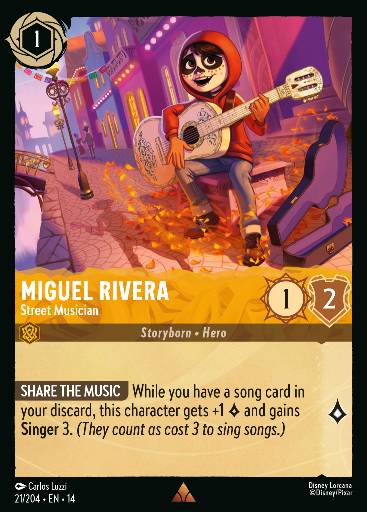 1
MIGUEL RIVERA
Street Musician
1
2
Storyborn • Hero
SHARE THE MUSIC While you have a song card in
your discard, this character gets +1 ◊ and gains
Singer 3. (They count as cost 3 to sing songs.)
Carlos Luzzi
21/204 • EN • 14
Disney Lorcana
©Disney/Pixar